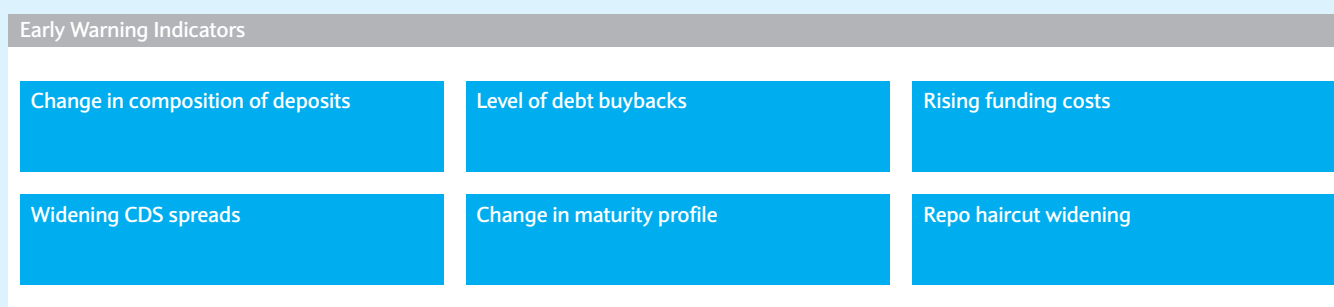 Early Warning Indicators
Change in composition of deposits
Level of debt buybacks
Rising funding costs
Widening CDS spreads
Change in maturity profile
Repo haircut widening